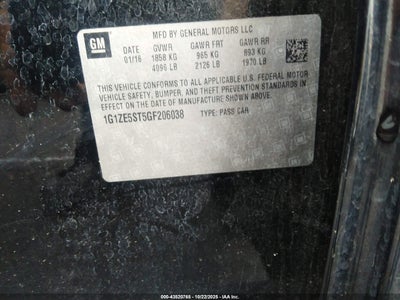 GM
MFD BY GENERAL MOTORS LLC
DATE GVWR GAWR FRT GAWR RR
01/16 1858 KG 965 KG 893 KG
4096 LB 2126 LB 1970 LB
THIS VEHICLE CONFORMS TO ALL APPLICABLE U.S. FEDERAL MOTOR
VEHICLE SAFETY, BUMPER, AND THEFT PREVENTION STANDARDS IN
EFFECT ON THE DATE OF MANUFACTURE SHOWN ABOVE.
1G1ZE5ST5GF206038 TYPE: PASS CAR
000-43520765 - 10/22/2025 - IAA Inc.